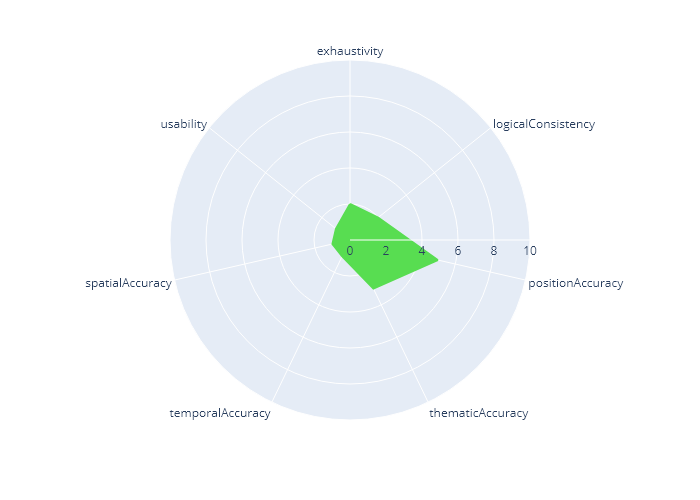 exhaustivity
usability
logicalConsistency
0 2 4 6 8 10
spatialAccuracy
positionAccuracy
temporalAccuracy
thematicAccuracy